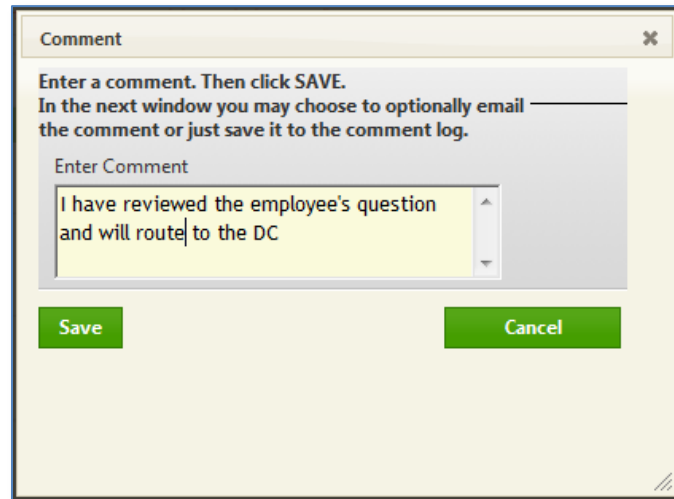 Comment
Enter a comment. Then click SAVE.
In the next window you may choose to optionally email
the comment or just save it to the comment log.
Enter Comment
I have reviewed the employee's question
and will route to the DC
Save
Cancel